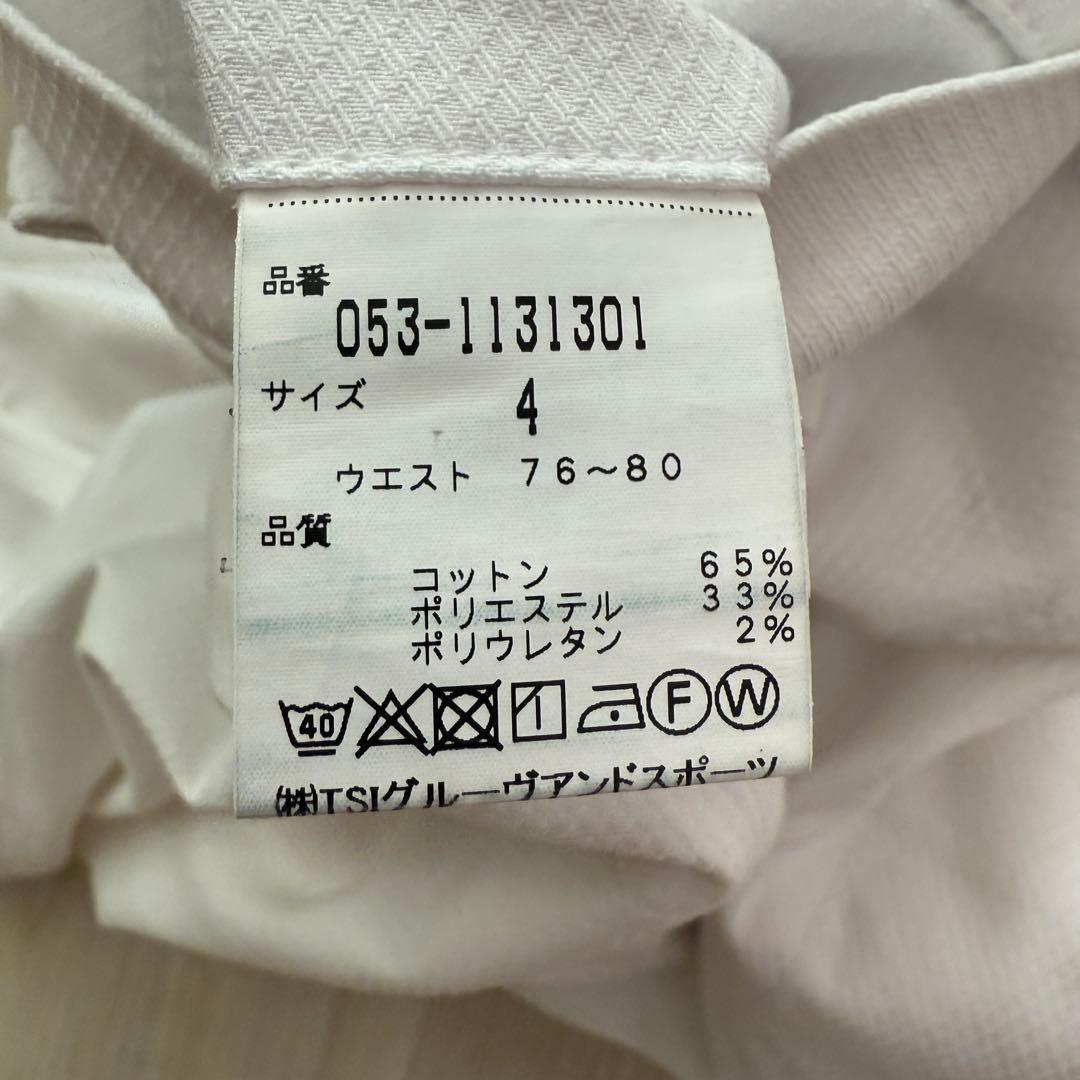 品番
053-1131301
サイズ 4
ウエスト 76～80
品質
コットン 65%
ポリエステル 33%
ポリウレタン 2%
40 F W
㈱TSIグルーヴアンドスポーツ